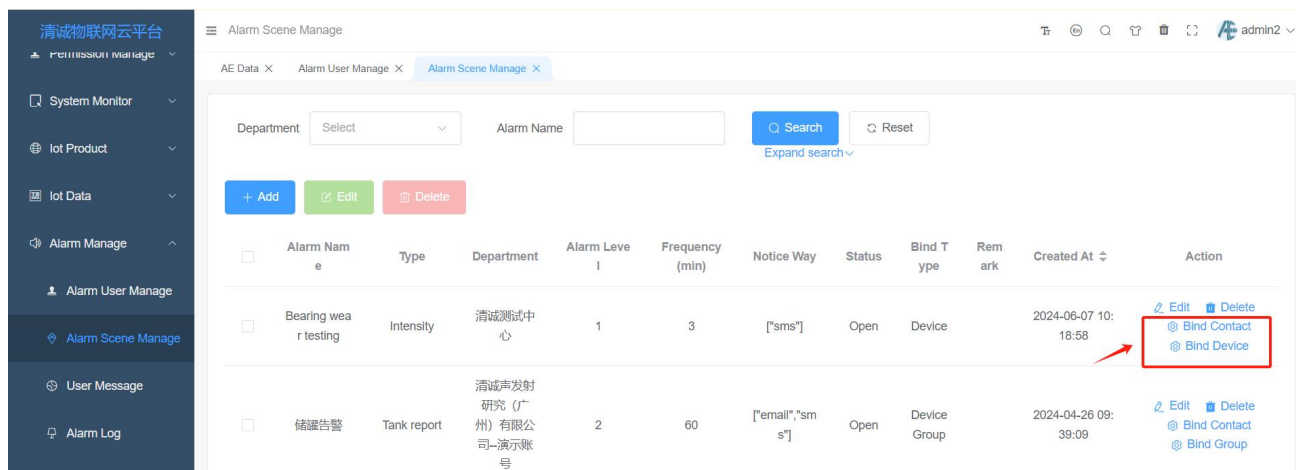 清诚物联网云平台
Alarm Scene Manage
Tт
En
admin2
Permission Manage
AE Data ×
Alarm User Manage ×
Alarm Scene Manage ×
System Monitor
Iot Product
Iot Data
Alarm Manage
Alarm User Manage
Alarm Scene Manage
User Message
Alarm Log
Department
Select
Alarm Name
Search
Reset
Expand search
+ Add
Edit
Delete
Alarm Nam
e
Type
Department
Alarm Leve
l
Frequency
(min)
Notice Way
Status
Bind T
ype
Rem
ark
Created At
Action
Bearing wea
r testing
Intensity
清诚测试中
心
1
3
["sms"]
Open
Device
2024-06-07 10:
18:58
Edit
Delete
Bind Contact
Bind Device
储罐告警
Tank report
清诚声发射
研究（广
州）有限公
司--演示账
号
2
60
["email","sm
s"]
Open
Device
Group
2024-04-26 09:
39:09
Edit
Delete
Bind Contact
Bind Group